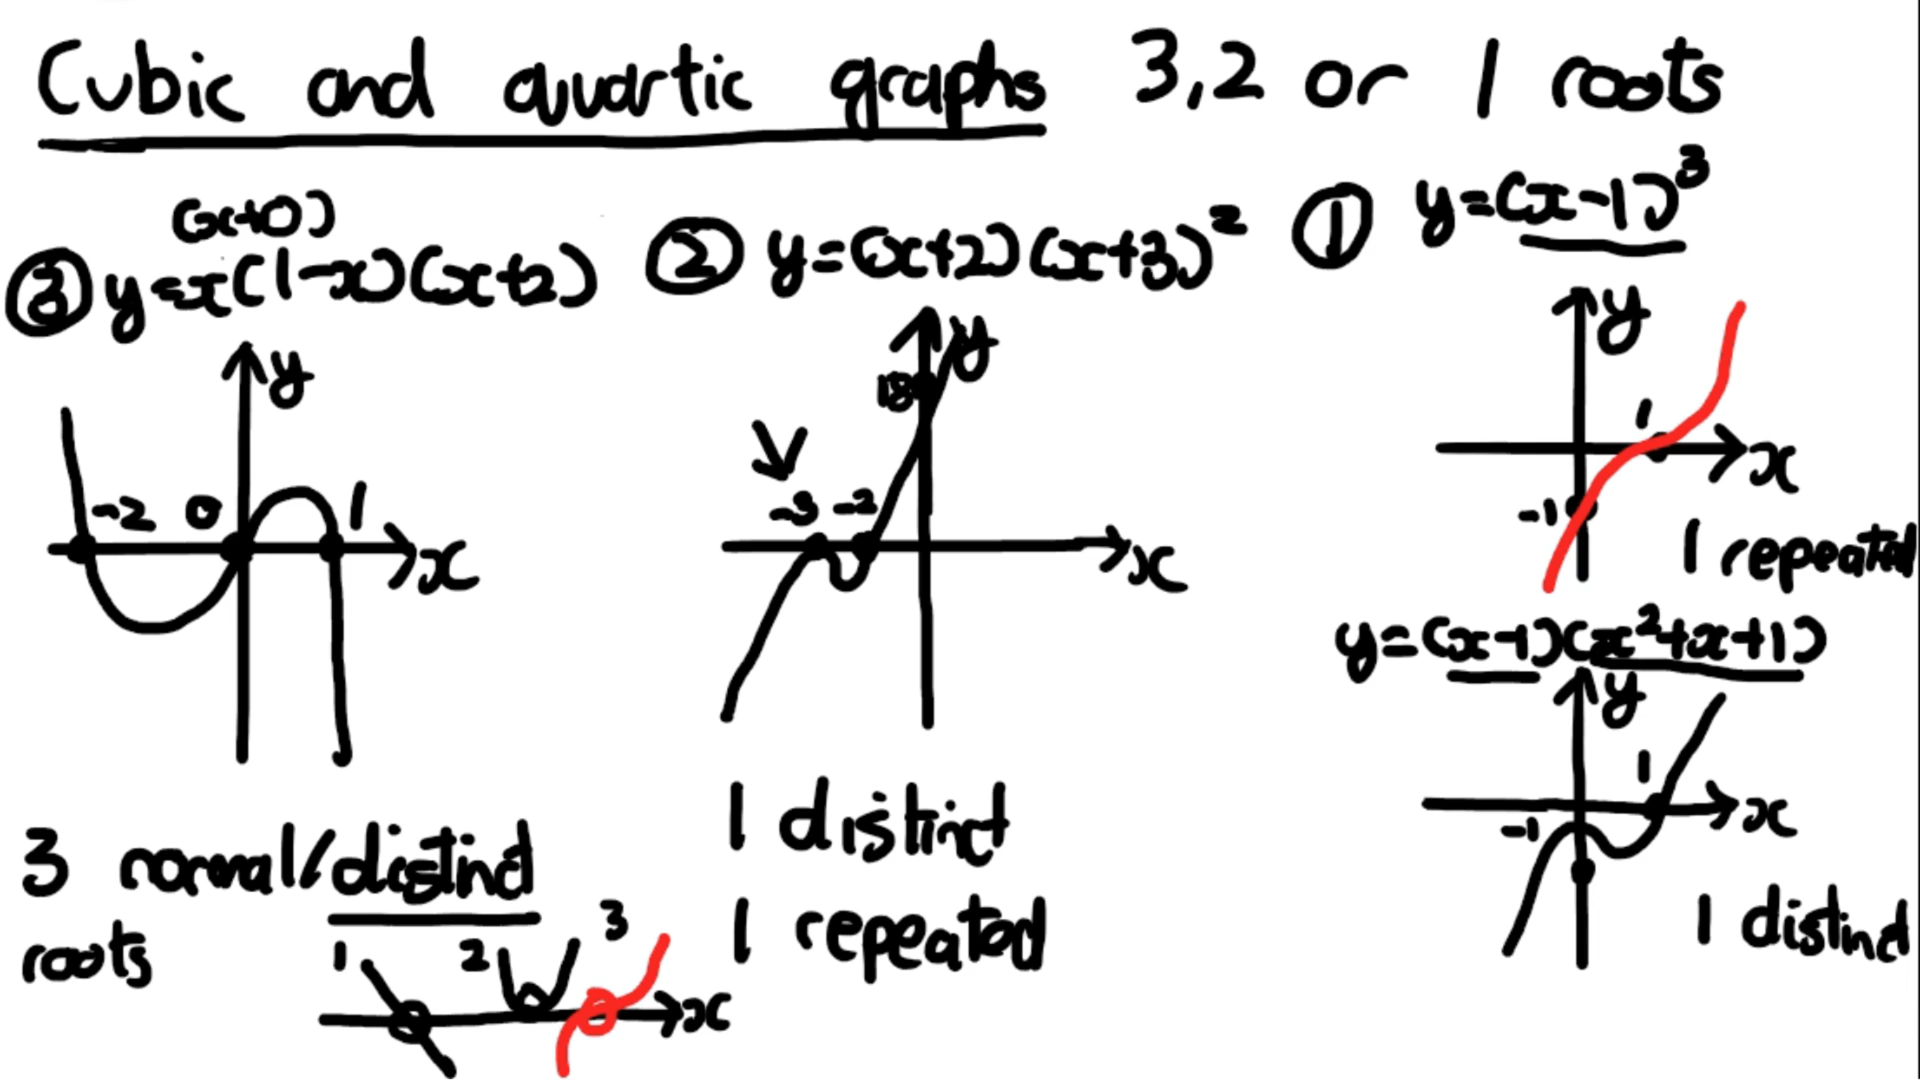 Cubic and quartic graphs 3,2 or 1 roots
(x+0)
③ y=x(1-x)(x+2)
② y=(x+2)(x+3)²
① y=(x-1)³
y
-2 0 1
x
y
18
-3 -2
x
y
1
x
-1
1 repeated
y=(x-1)(x²+x+1)
y
1
-1
x
1 distinct
3 normal/distinct
roots
1 2 3
x
1 distinct
1 repeated